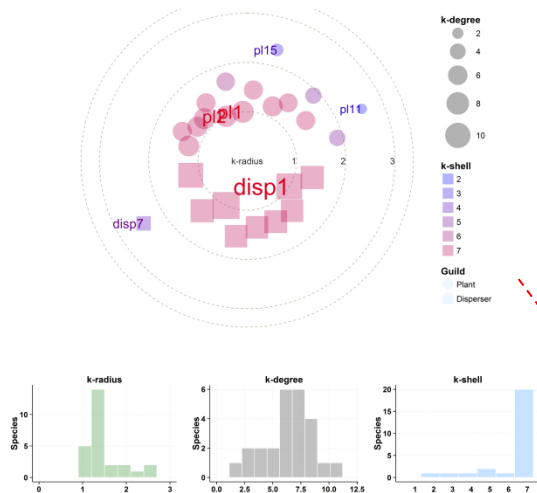 k-degree
pl15
2
4
6
pl11
8
pl2
pl1
10
k-radius
1
2
3
k-shell
disp1
2
3
4
disp7
5
6
7
Guild
Plant
Disperser
k-radius
k-degree
k-shell
Species
10
5
0
0
1
2
3
Species
6
4
2
0
0.0
2.5
5.0
7.5
10.0
12.5
Species
20
15
10
5
0
1
2
3
4
5
6
7